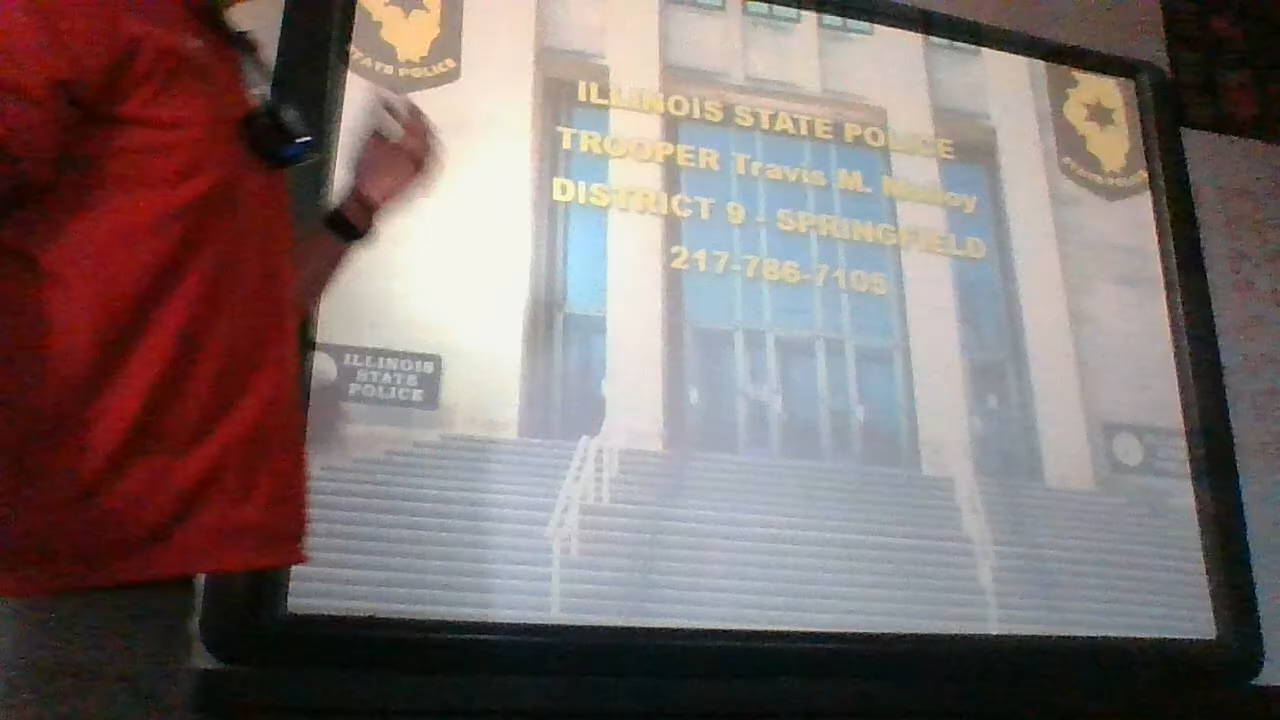 STATE POLICE
ILLINOIS STATE POLICE
TROOPER Travis M.
DISTRICT 9 - SPRINGFIELD
217-786-7105
ILLINOIS
STATE
POLICE